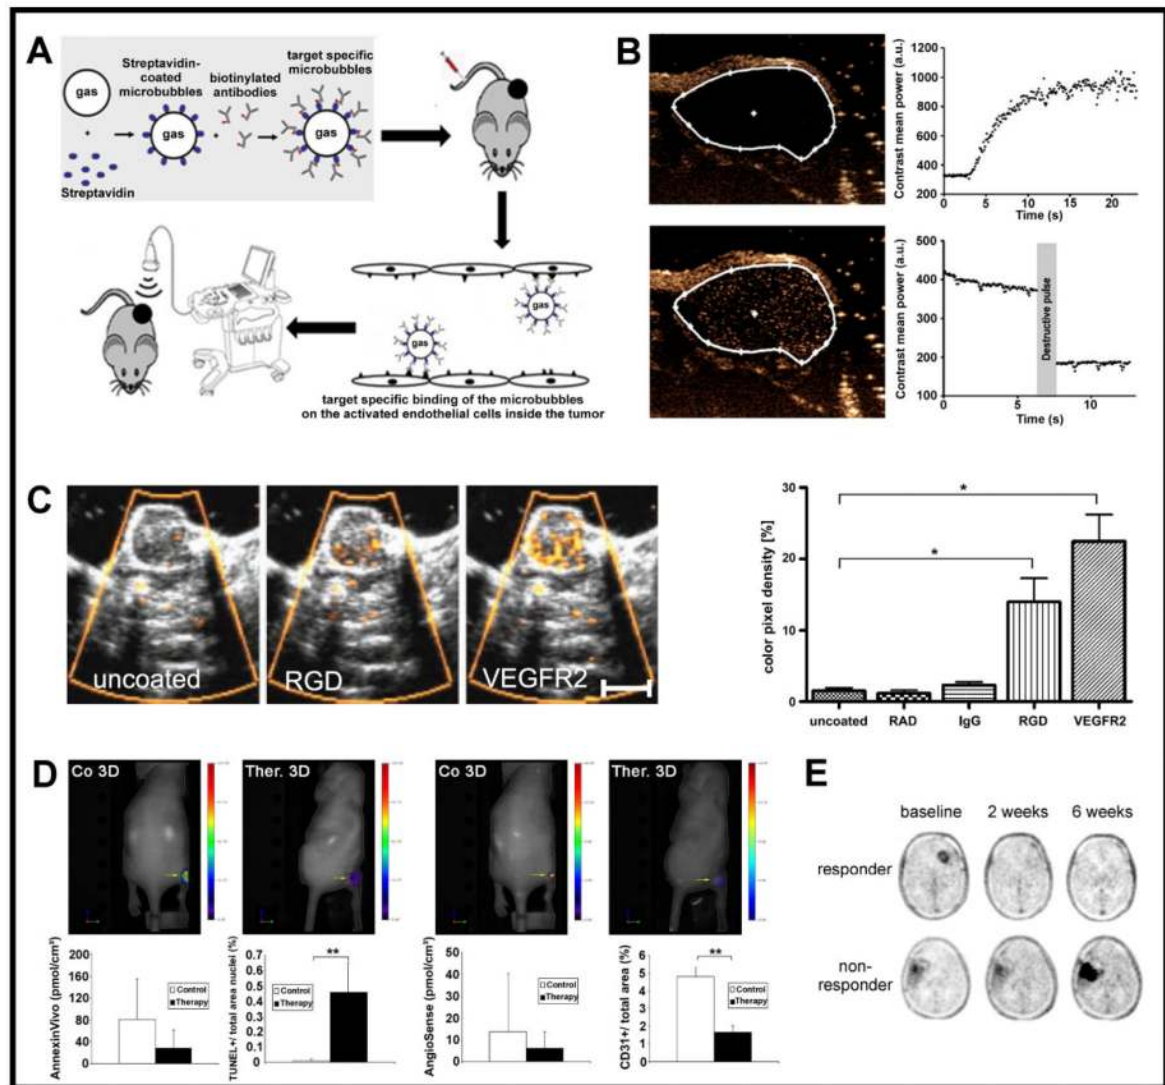 A
gas
+
Streptavidin
Streptavidin-
coated
microbubbles
gas
+
biotinylated
antibodies
target specific
microbubbles
gas
gas
gas
target specific binding of the microbubbles
on the activated endothelial cells inside the tumor
B
Contrast mean power (a.u.)
1200
1000
800
600
400
200
0
5
10
15
20
Time (s)
Contrast mean power (a.u.)
500
400
300
200
100
0
5
10
Destructive pulse
Time (s)
C
uncoated
RGD
VEGFR2
color pixel density [%]
30
20
10
0
*
*
uncoated
RAD
IgG
RGD
VEGFR2
D
Co 3D
Ther. 3D
Co 3D
Ther. 3D
AnnexinVivo (pmol/cm³)
200
160
120
80
40
0
Control
Therapy
TUNEL+/ total area nuclei (%)
0.7
0.6
0.5
0.4
0.3
0.2
0.1
0
**
Control
Therapy
AngioSense (pmol/cm³)
50
40
30
20
10
0
Control
Therapy
CD31+/ total area (%)
6
5
4
3
2
1
0
**
Control
Therapy
E
baseline
2 weeks
6 weeks
responder
non-
responder